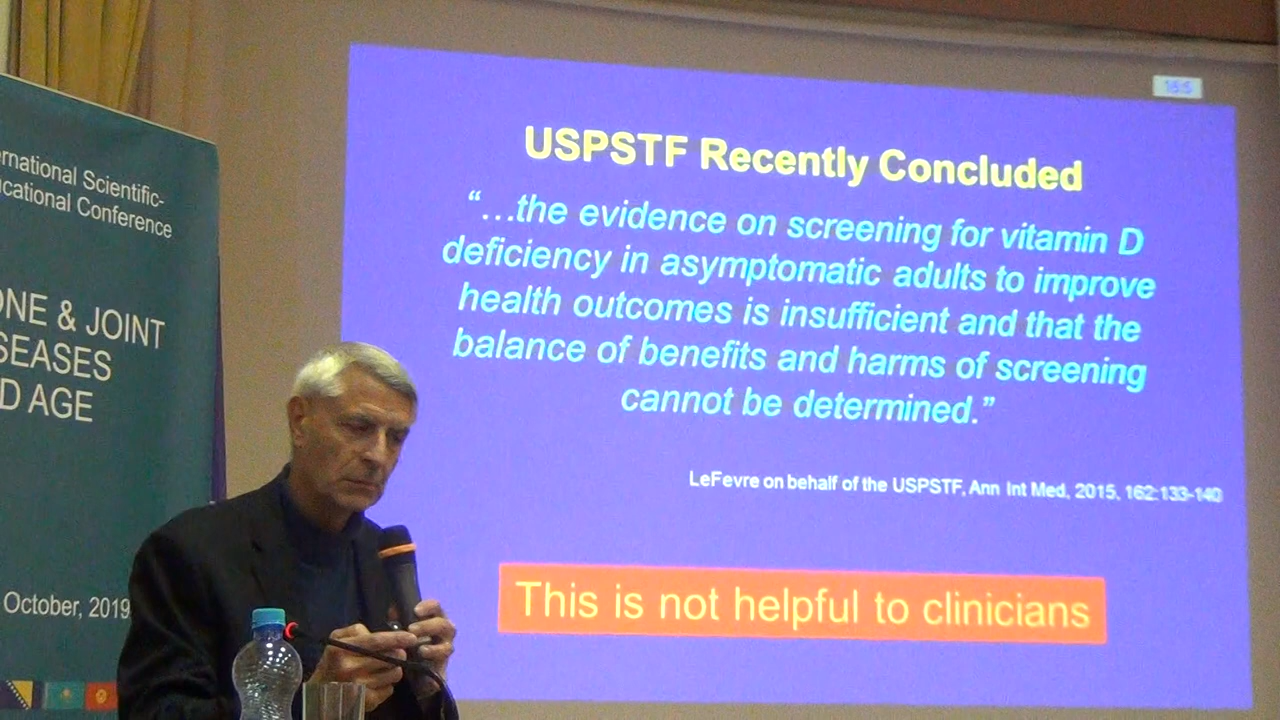 ernational Scientific-
cational Conference
ONE & JOINT
SEASES
D AGE
October, 2019
USPSTF Recently Concluded
“…the evidence on screening for vitamin D
deficiency in asymptomatic adults to improve
health outcomes is insufficient and that the
balance of benefits and harms of screening
cannot be determined.”
LeFevre on behalf of the USPSTF, Ann Int Med, 2015, 162:133-140
This is not helpful to clinicians